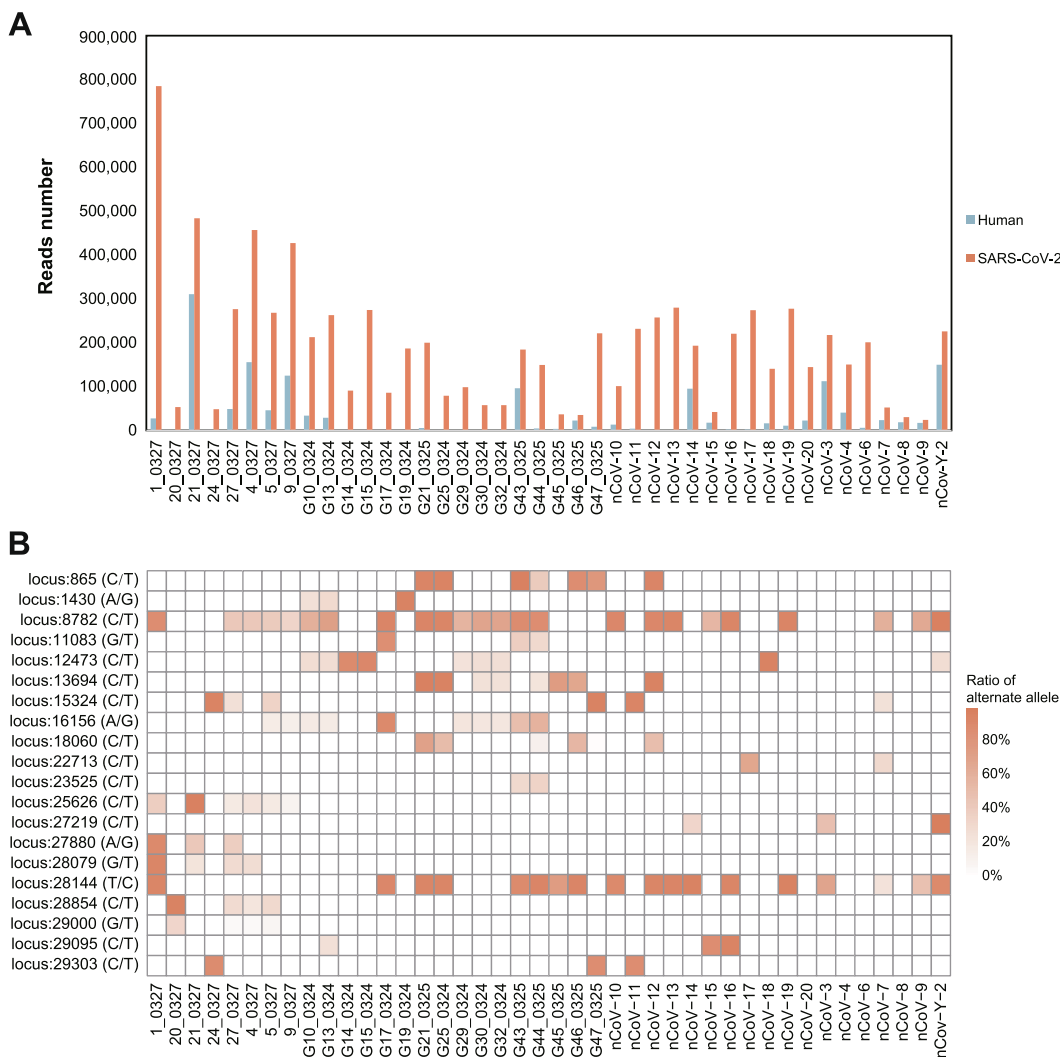 A
900,000
800,000
700,000
600,000
500,000
400,000
300,000
200,000
100,000
0
Reads number
Human
SARS-CoV-2
1_0327
20_0327
21_0327
24_0327
27_0327
4_0327
5_0327
9_0327
G10_0324
G13_0324
G14_0324
G15_0324
G17_0324
G19_0324
G21_0325
G25_0324
G29_0324
G30_0324
G32_0324
G43_0325
G44_0325
G45_0325
G46_0325
G47_0325
nCoV-10
nCoV-11
nCoV-12
nCoV-13
nCoV-14
nCoV-15
nCoV-16
nCoV-17
nCoV-18
nCoV-19
nCoV-20
nCoV-3
nCoV-4
nCoV-6
nCoV-7
nCoV-8
nCoV-9
nCov-Y-2
B
locus:865 (C/T)
locus:1430 (A/G)
locus:8782 (C/T)
locus:11083 (G/T)
locus:12473 (C/T)
locus:13694 (C/T)
locus:15324 (C/T)
locus:16156 (A/G)
locus:18060 (C/T)
locus:22713 (C/T)
locus:23525 (C/T)
locus:25626 (C/T)
locus:27219 (C/T)
locus:27880 (A/G)
locus:28079 (G/T)
locus:28144 (T/C)
locus:28854 (C/T)
locus:29000 (G/T)
locus:29095 (C/T)
locus:29303 (C/T)
Ratio of
alternate allele
80%
60%
40%
20%
0%
1_0327
20_0327
21_0327
24_0327
27_0327
4_0327
5_0327
9_0327
G10_0324
G13_0324
G14_0324
G15_0324
G17_0324
G19_0324
G21_0325
G25_0324
G29_0324
G30_0324
G32_0324
G43_0325
G44_0325
G45_0325
G46_0325
G47_0325
nCoV-10
nCoV-11
nCoV-12
nCoV-13
nCoV-14
nCoV-15
nCoV-16
nCoV-17
nCoV-18
nCoV-19
nCoV-20
nCoV-3
nCoV-4
nCoV-6
nCoV-7
nCoV-8
nCoV-9
nCov-Y-2